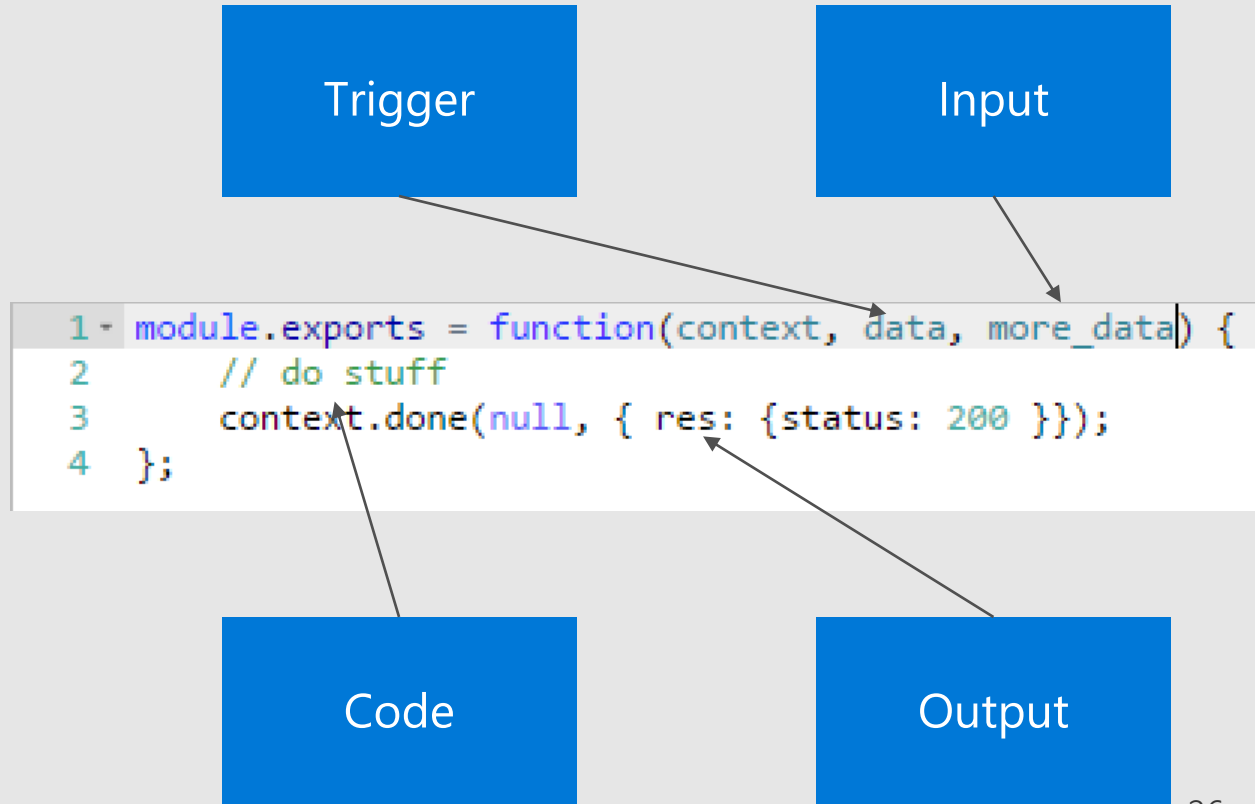 Trigger
Input
1 module.exports = function(context, data, more_data) {
2 // do stuff
3 context.done(null, { res: {status: 200 }});
4 };
Code
Output